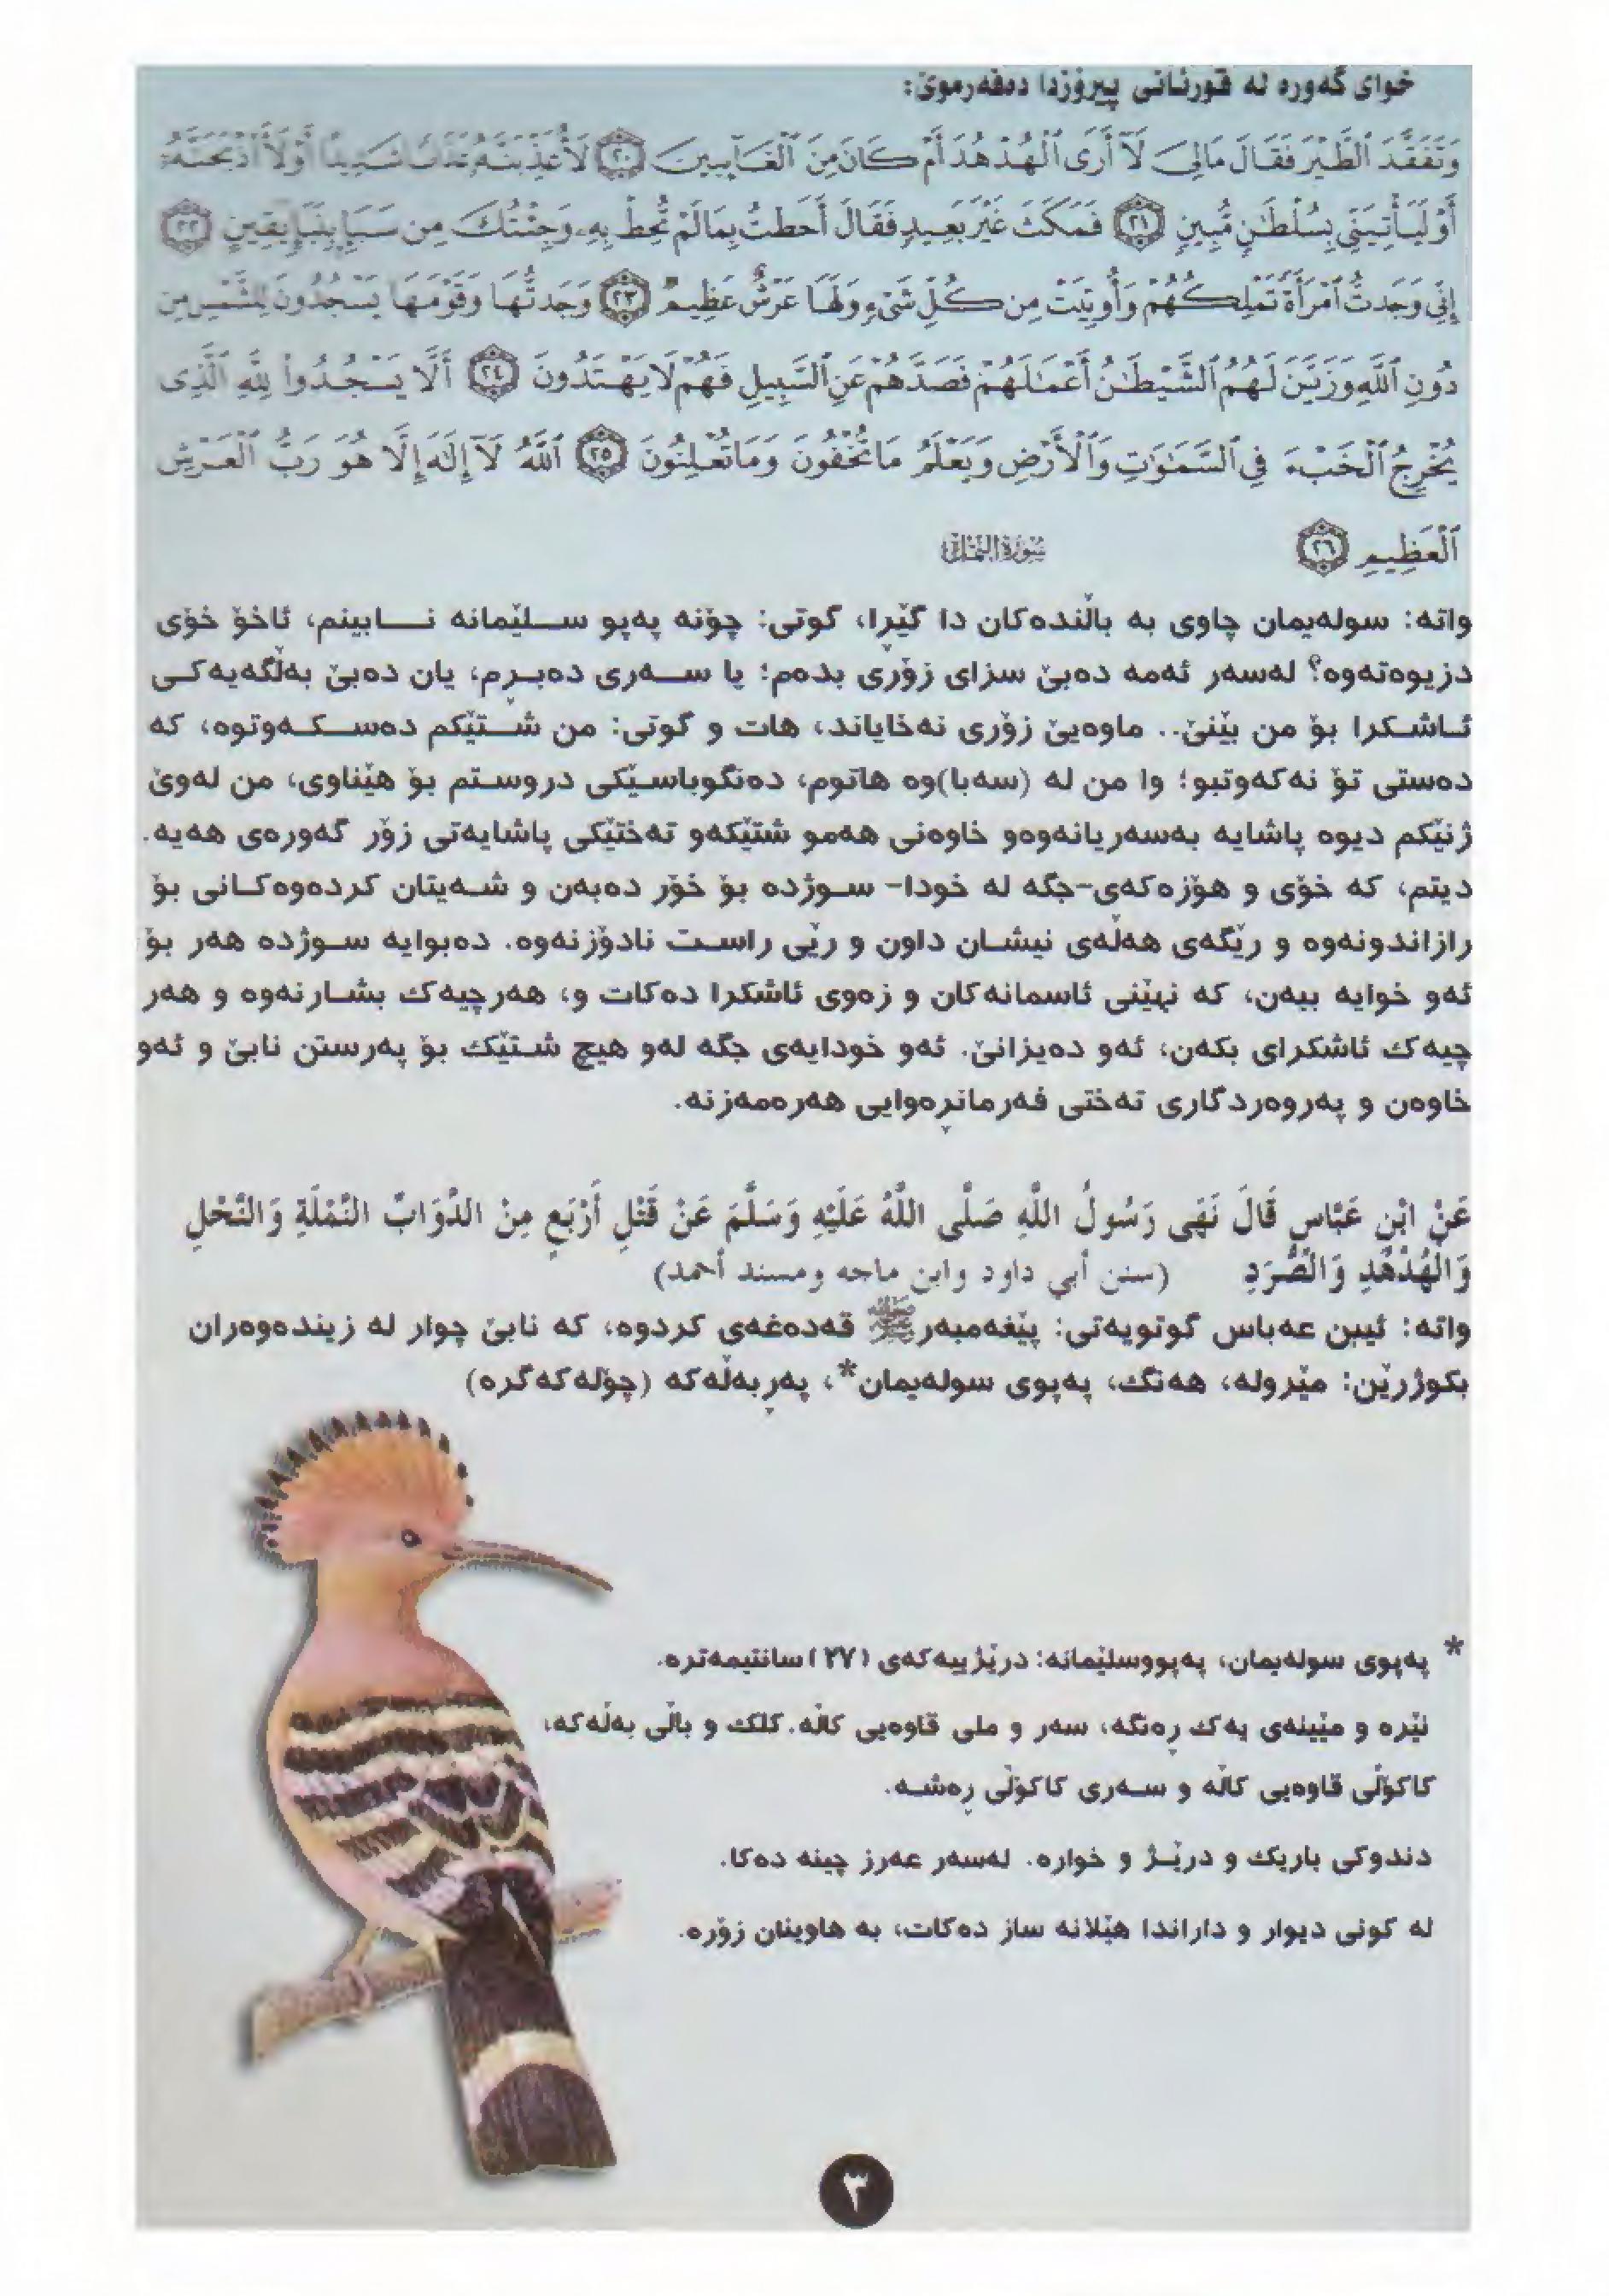 خوای گەورە لە قورئانی پیرۆزدا دەفەرموێ:
وَتَفَقَّدَ ٱلطَّيْرَ فَقَالَ مَالِىَ لَآ أَرَى ٱلْهُدْهُدَ أَمْ كَانَ مِنَ ٱلْغَآئِبِينَ ٢٠ لَأُعَذِّبَنَّهُۥ عَذَابًا شَدِيدًا أَوْ لَأَا۟ذْبَحَنَّهُۥٓ
أَوْ لَيَأْتِيَنِّى بِسُلْطَٰنٍ مُّبِينٍ ٢١ فَمَكَثَ غَيْرَ بَعِيدٍ فَقَالَ أَحَطتُ بِمَا لَمْ تُحِطْ بِهِۦ وَجِئْتُكَ مِن سَبَإٍۭ بِنَبَإٍ يَقِينٍ ٢٢
إِنِّى وَجَدتُّ ٱمْرَأَةً تَمْلِكُهُمْ وَأُوتِيَتْ مِن كُلِّ شَىْءٍ وَلَهَا عَرْشٌ عَظِيمٌ ٢٣ وَجَدتُّهَا وَقَوْمَهَا يَسْجُدُونَ لِلشَّمْسِ مِن
دُونِ ٱللَّهِ وَزَيَّنَ لَهُمُ ٱلشَّيْطَٰنُ أَعْمَٰلَهُمْ فَصَدَّهُمْ عَنِ ٱلسَّبِيلِ فَهُمْ لَا يَهْتَدُونَ ٢٤ أَلَّا يَسْجُدُوا۟ لِلَّهِ ٱلَّذِى
يُخْرِجُ ٱلْخَبْءَ فِى ٱلسَّمَٰوَٰتِ وَٱلْأَرْضِ وَيَعْلَمُ مَا تُخْفُونَ وَمَا تُعْلِنُونَ ٢٥ ٱللَّهُ لَآ إِلَٰهَ إِلَّا هُوَ رَبُّ ٱلْعَرْشِ
ٱلْعَظِيمِ ٢٦ سُورَةُ النَّمْل
واتە: سولەیمان چاوی بە باڵندەکان دا گێڕا، گوتی: چۆنە پەپو سلێمانە نابینم، ئاخۆ خۆی
دزیوەتەوە؟ لەسەر ئەمە دەبێ سزای زۆری بدەم؛ یا سەری دەبڕم، یان دەبێ بەڵگەیەکی
ئاشکرا بۆ من بێنێ.. ماوەیێ زۆری نەخایاند، هات و گوتی: من شتێکم دەسکەوتوە، کە
دەستی تۆ نەکەوتبو؛ وا من لە (سەبا)وە هاتوم، دەنگوباسێکی دروستم بۆ هێناوی، من لەوێ
ژنێکم دیوە پاشایە بەسەریانەوەو خاوەنی هەمو شتێکەو تەختێکی پاشایەتی زۆر گەورەی هەیە.
دیتم، کە خۆی و هۆزەکەی-جگە لە خودا- سوژدە بۆ خۆر دەبەن و شەیتان کردەوەکانی بۆ
رازاندونەوە و رێگەی هەڵەی نیشان داون و رێی راست نادۆزنەوە. دەبوایە سوژدە هەر بۆ
ئەو خوایە ببەن، کە نهێنی ئاسمانەکان و زەوی ئاشکرا دەکات و، هەرچیەک بشارنەوە و هەر
چیەک ئاشکرای بکەن، ئەو دەیزانێ. ئەو خودایەی جگە لەو هیچ شتێک بۆ پەرستن نابێ و ئەو
خاوەن و پەروەردگاری تەختی فەرمانڕەوایی هەرەمەزنە.
عَنْ ابْنِ عَبَّاسٍ قَالَ نَهَى رَسُولُ اللَّهِ صَلَّى اللَّهُ عَلَيْهِ وَسَلَّمَ عَنْ قَتْلِ أَرْبَعٍ مِنْ الدَّوَابِّ النَّمْلَةِ وَالنَّحْلِ
وَالْهُدْهُدِ وَالصُّرَدِ (سنن أبي داود وابن ماجه ومسند أحمد)
واتە: ئیبن عەباس گوتویەتی: پێغەمبەر ﷺ قەدەغەی کردوە، کە نابێ چوار لە زیندەوەران
بکوژرێن: مێرولە، هەنگ، پەپوی سولەیمان*، پەڕبەڵەکە (چۆلەکەگرە)
* پەپوی سولەیمان، پەپووسلێمانە: درێژییەکەی (٢٧) سانتیمەترە.
نێرە و مێینەی یەک ڕەنگە، سەر و ملی قاوەیی کاڵە. کلک و باڵی بەڵەکە،
کاکۆڵی قاوەیی کاڵە و سەری کاکۆڵی ڕەشە.
دندوکی باریک و درێژ و خوارە. لەسەر عەرز چینە دەکا.
لە کونی دیوار و داراندا هێلانە ساز دەکات، بە هاوینان زۆرە.
٣